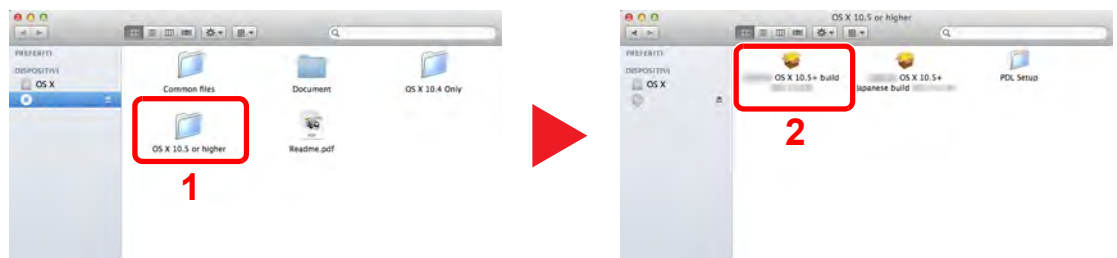 PREFERITI
DISPOSITIVI
OS X
Common files
Document
OS X 10.4 Only
OS X 10.5 or higher
PDF
Readme.pdf
1
OS X 10.5 or higher
PREFERITI
DISPOSITIVI
OS X
OS X 10.5+ build
OS X 10.5+
Japanese build
PDL Setup
2